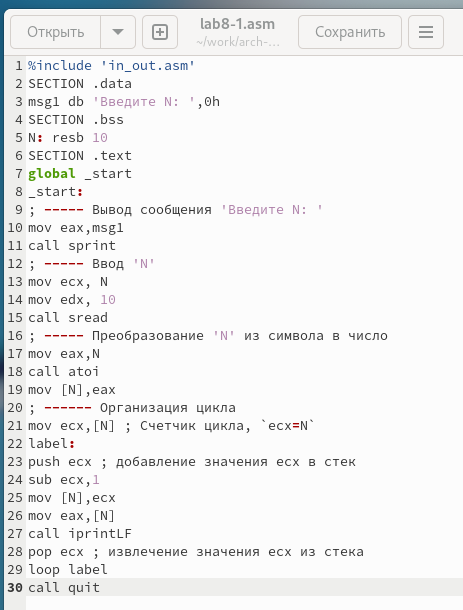 Открыть
lab8-1.asm
~/work/arch-...
Сохранить
1 %include 'in_out.asm'
2 SECTION .data
3 msg1 db 'Введите N: ',0h
4 SECTION .bss
5 N: resb 10
6 SECTION .text
7 global _start
8 _start:
9 ; ----- Вывод сообщения 'Введите N: '
10 mov eax,msg1
11 call sprint
12 ; ----- Ввод 'N'
13 mov ecx, N
14 mov edx, 10
15 call sread
16 ; ----- Преобразование 'N' из символа в число
17 mov eax,N
18 call atoi
19 mov [N],eax
20 ; ------ Организация цикла
21 mov ecx,[N] ; Счетчик цикла, `ecx=N`
22 label:
23 push ecx ; добавление значения ecx в стек
24 sub ecx,1
25 mov [N],ecx
26 mov eax,[N]
27 call iprintLF
28 pop ecx ; извлечение значения ecx из стека
29 loop label
30 call quit